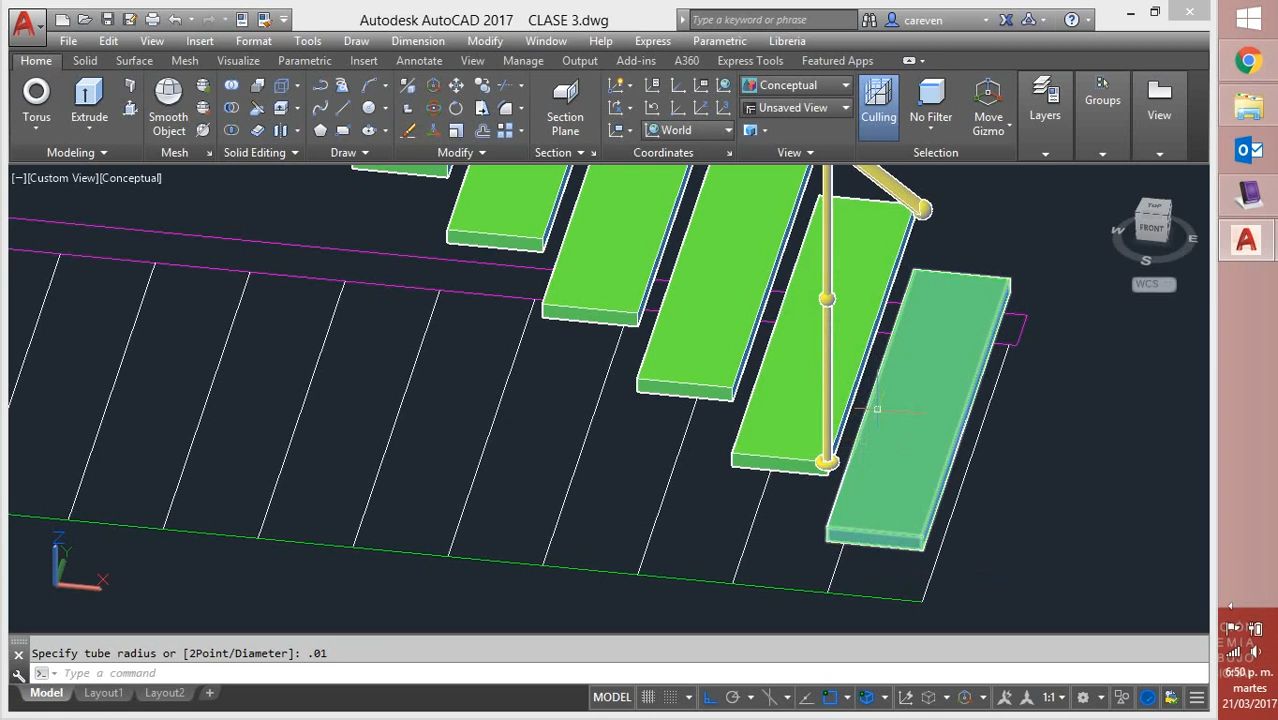 Autodesk AutoCAD 2017 CLASE 3.dwg
Type a keyword or phrase
careven
File Edit View Insert Format Tools Draw Dimension Modify Window Help Express Parametric Libreria
Home Solid Surface Mesh Visualize Parametric Insert Annotate View Manage Output Add-ins A360 Express Tools Featured Apps
Torus
Extrude
Smooth
Object
Section
Plane
Conceptual
Unsaved View
World
Culling
No Filter
Move
Gizmo
Layers
Groups
View
Modeling Mesh Solid Editing Draw Modify Section Coordinates View Selection
[−][Custom View][Conceptual]
TOP
FRONT
W
E
S
WCS
Z
Y
X
Specify tube radius or [2Point/Diameter]: .01
Type a command
Model Layout1 Layout2 +
MODEL
1:1
6:50 p. m.
martes
21/03/2017